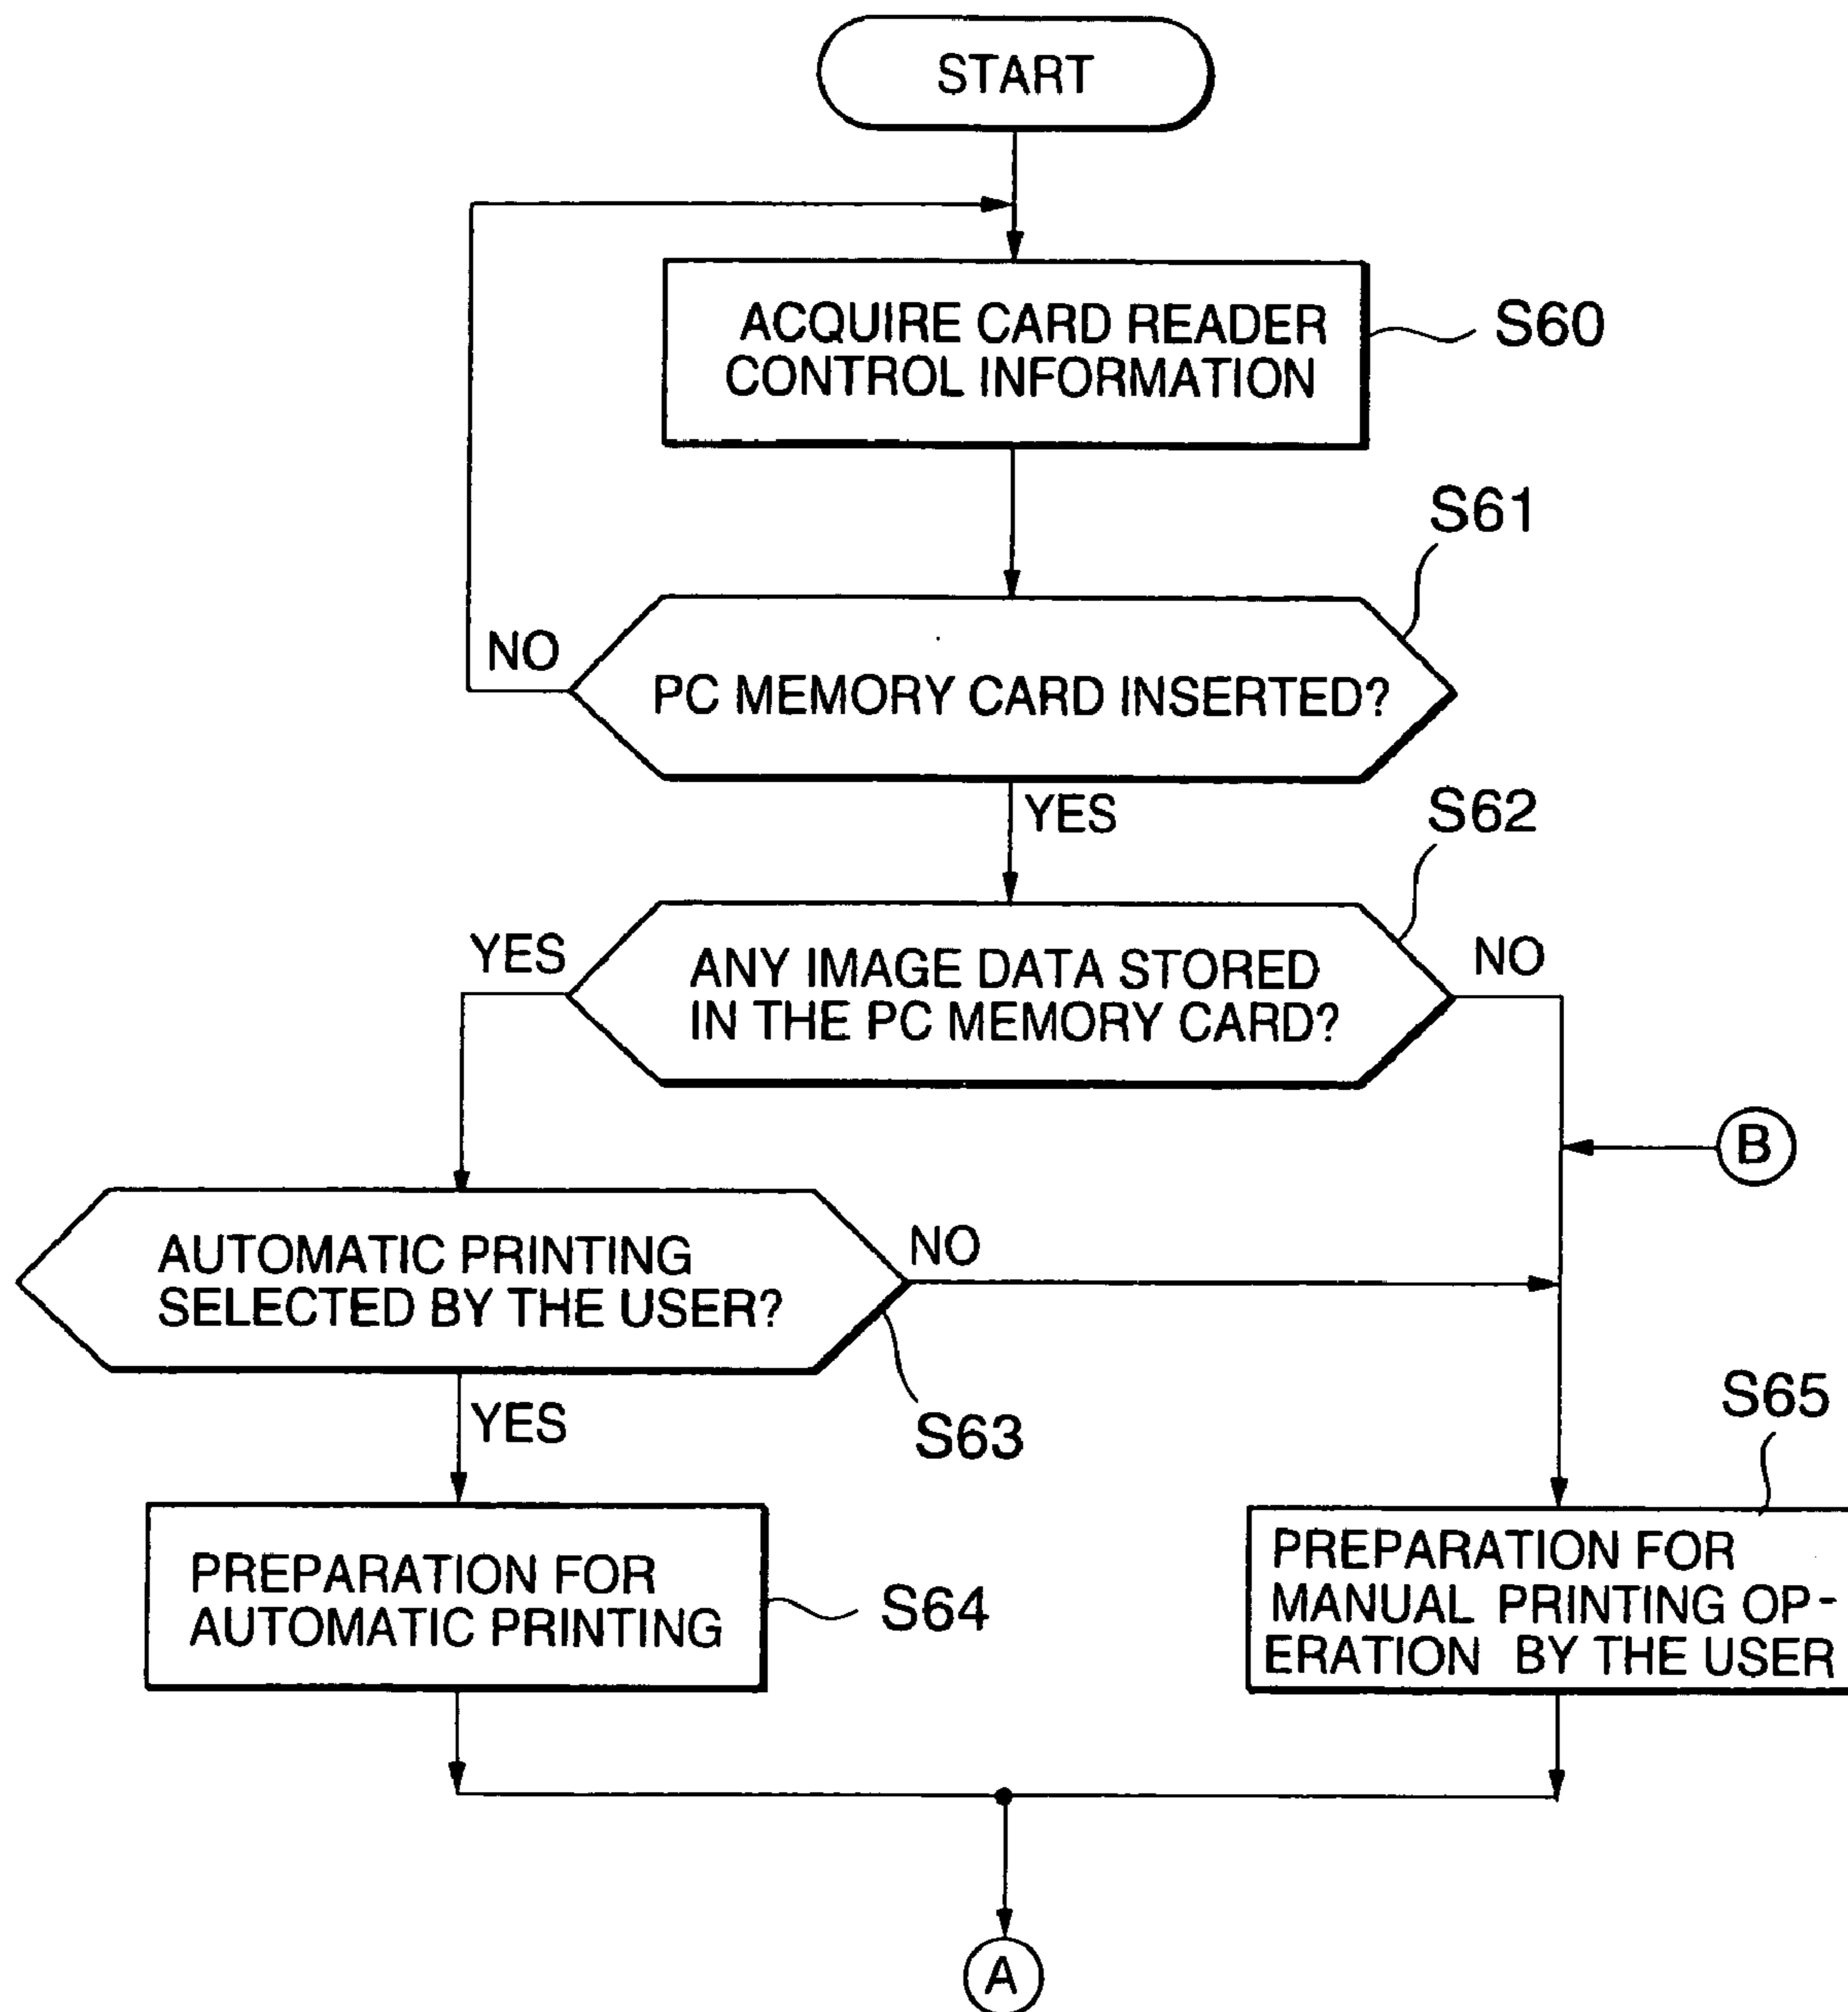 START
ACQUIRE CARD READER
CONTROL INFORMATION
S60
S61
NO
PC MEMORY CARD INSERTED?
YES
S62
YES
ANY IMAGE DATA STORED
IN THE PC MEMORY CARD?
NO
B
AUTOMATIC PRINTING
SELECTED BY THE USER?
NO
S63
YES
S65
PREPARATION FOR
AUTOMATIC PRINTING
S64
PREPARATION FOR
MANUAL PRINTING OP-
ERATION BY THE USER
A